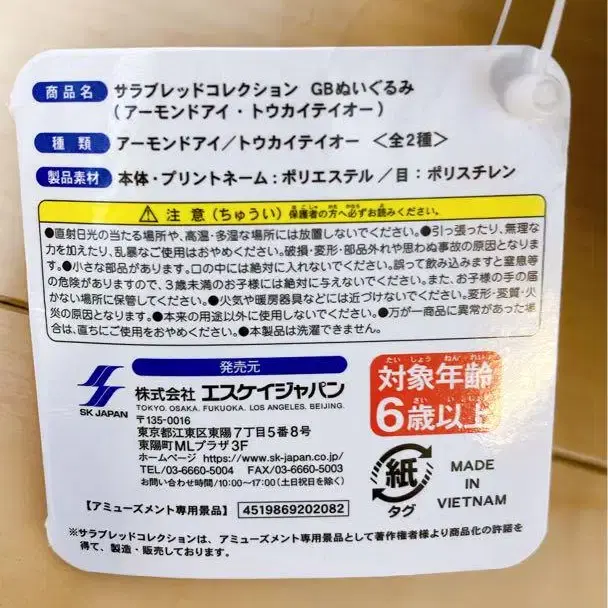 商品名 サラブレッドコレクション GBぬいぐるみ
(アーモンドアイ・トウカイテイオー)
種類 アーモンドアイ/トウカイテイオー <全2種>
製品素材 本体・プリントネーム:ポリエステル/目:ポリスチレン
⚠ 注意(ちゅうい) 保護者の方へ必ずお読みください。
●直射日光の当たる場所や、高温・多湿な場所には放置しないでください。●引っ張ったり、無理な
力を加えたり、乱暴なご使用はおやめください。破損・変形・部品外れや思わぬ事故の原因となりま
す。●小さな部品があります。口の中には絶対に入れないでください。誤って飲み込みますと窒息等
の危険がありますので、3歳未満のお子様には絶対に与えないでください。またお子様の手の届
かない場所に保管してください。●火気や暖房器具などには近づけないでください。変形・変質・火
災の原因となります。●本来の用途以外に使用しないでください。●万が一商品に異常があった場
合は、直ちにご使用をおやめください。●本製品は洗濯できません。
発売元
SK JAPAN
株式会社 エスケイジャパン
TOKYO. OSAKA. FUKUOKA. LOS ANGELES. BEIJING.
〒135-0016
東京都江東区東陽7丁目5番8号
東陽町MLプラザ3F
ホームページ https://www.sk-japan.co.jp/
TEL/03-6660-5004 FAX/03-6660-5003
お問い合わせ時間/10:00~17:00(土日祝日を除く)
たいしょうねんれい
対象年齢
さいいじょう
6歳以上
紙
タグ
MADE
IN
VIETNAM
【アミューズメント専用景品】 4519869202082
※サラブレッドコレクションは、アミューズメント専用景品として著作権者様より商品化の許諾を
得て、製造・販売しております。